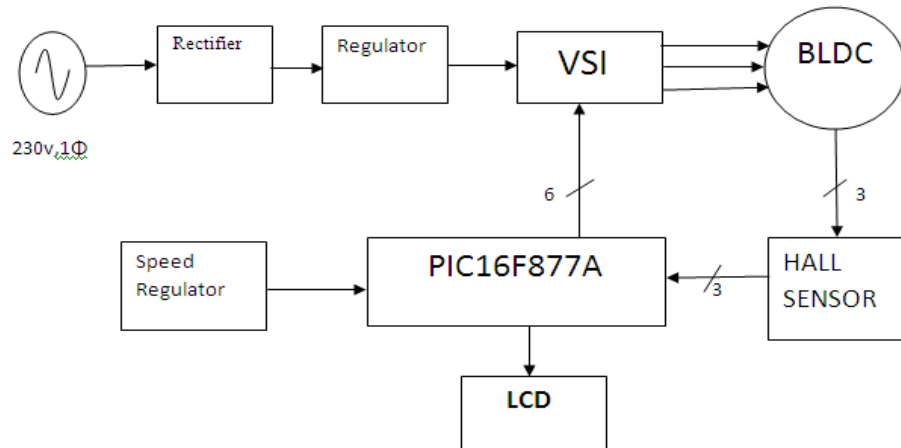 Rectifier
Regulator
VSI
BLDC
230v,1Φ
6
3
Speed
Regulator
PIC16F877A
3
HALL
SENSOR
LCD